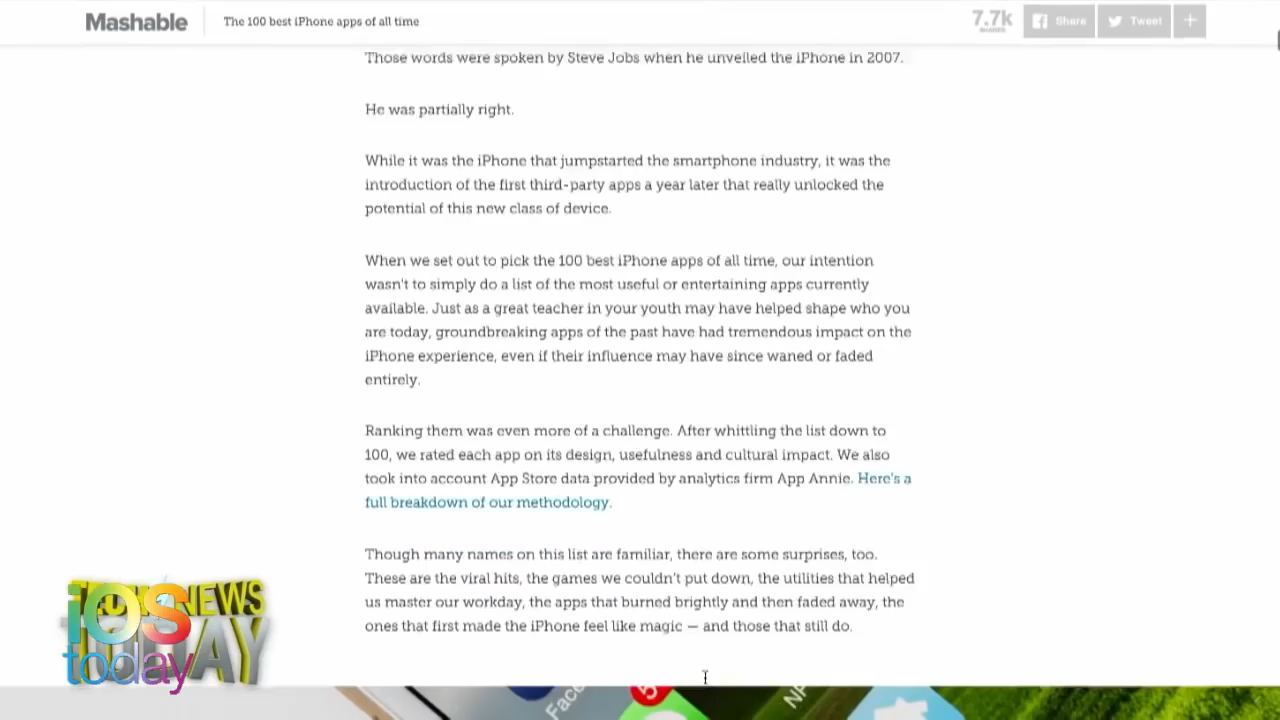 Mashable
The 100 best iPhone apps of all time
7.7k
SHARES
Share
Tweet
+
Those words were spoken by Steve Jobs when he unveiled the iPhone in 2007.
He was partially right.
While it was the iPhone that jumpstarted the smartphone industry, it was the
introduction of the first third-party apps a year later that really unlocked the
potential of this new class of device.
When we set out to pick the 100 best iPhone apps of all time, our intention
wasn't to simply do a list of the most useful or entertaining apps currently
available. Just as a great teacher in your youth may have helped shape who you
are today, groundbreaking apps of the past have had tremendous impact on the
iPhone experience, even if their influence may have since waned or faded
entirely.
Ranking them was even more of a challenge. After whittling the list down to
100, we rated each app on its design, usefulness and cultural impact. We also
took into account App Store data provided by analytics firm App Annie. Here's a
full breakdown of our methodology.
Though many names on this list are familiar, there are some surprises, too.
These are the viral hits, the games we couldn't put down, the utilities that helped
us master our workday, the apps that burned brightly and then faded away, the
ones that first made the iPhone feel like magic — and those that still do.
NEWS
iOS
today
AY
Fac
5
NP